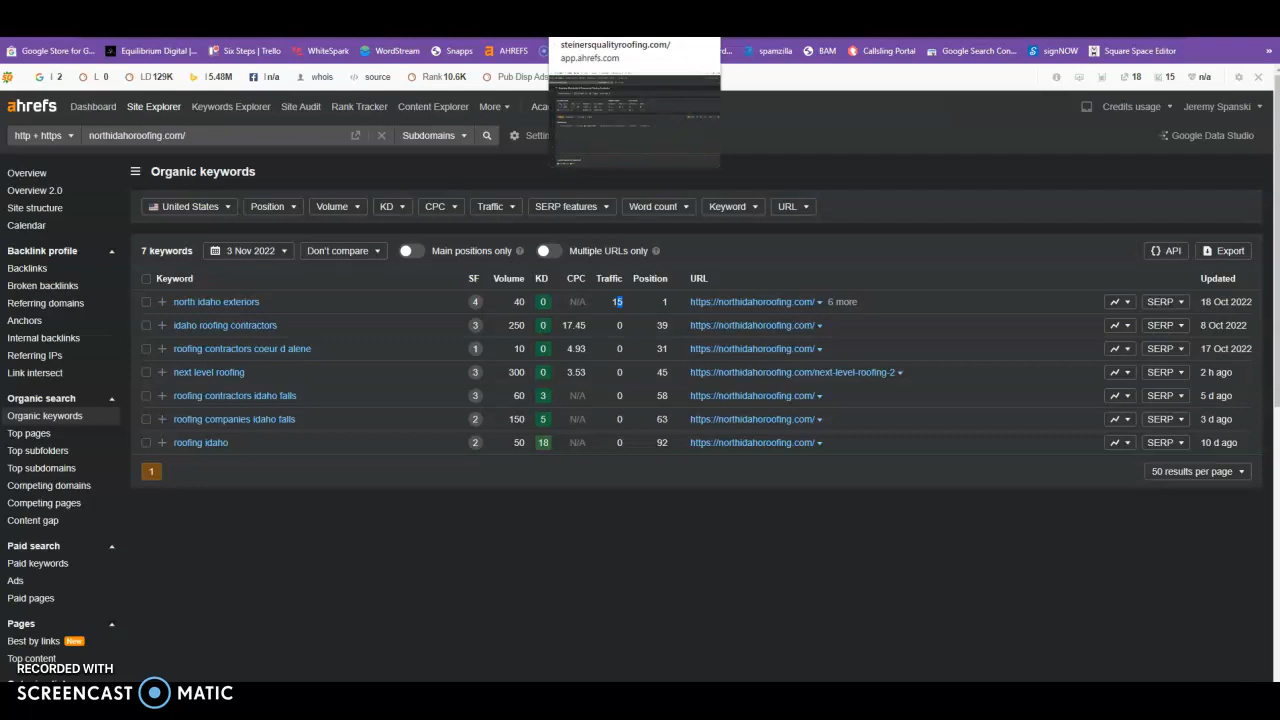 steinersqualityroofing.com/
app.ahrefs.com
Google Store for G...
Equilibrium Digital_...
Six Steps | Trello
WhiteSpark
WordStream
Snapps
AHREFS
spamzilla
BAM
Callsling Portal
Google Search Con...
signNOW
Square Space Editor
»
I 2
L 0
LD 129K
I 5.48M
n/a
whois
source
Rank 10.6K
Pub Disp Ads
18
15
n/a
ahrefs
Dashboard
Site Explorer
Keywords Explorer
Site Audit
Rank Tracker
Content Explorer
More
Credits usage
Jeremy Spanski
http + https
northidahoroofing.com/
Subdomains
Google Data Studio
Overview
Overview 2.0
Site structure
Calendar
Backlink profile
Backlinks
Broken backlinks
Referring domains
Anchors
Internal backlinks
Referring IPs
Link intersect
Organic search
Organic keywords
Top pages
Top subfolders
Top subdomains
Competing domains
Competing pages
Content gap
Paid search
Paid keywords
Ads
Paid pages
Pages
Best by links New
Top content
Organic keywords
United States
Position
Volume
KD
CPC
Traffic
SERP features
Word count
Keyword
URL
7 keywords
3 Nov 2022
Don't compare
Main positions only
Multiple URLs only
API
Export
Keyword SF Volume KD CPC Traffic Position URL Updated
north idaho exteriors 4 40 0 N/A 15 1 https://northidahoroofing.com/ 6 more SERP 18 Oct 2022
idaho roofing contractors 3 250 0 17.45 0 39 https://northidahoroofing.com/ SERP 8 Oct 2022
roofing contractors coeur d alene 1 10 0 4.93 0 31 https://northidahoroofing.com/ SERP 17 Oct 2022
next level roofing 3 300 0 3.53 0 45 https://northidahoroofing.com/next-level-roofing-2 SERP 2 h ago
roofing contractors idaho falls 3 60 3 N/A 0 58 https://northidahoroofing.com/ SERP 5 d ago
roofing companies idaho falls 2 150 5 N/A 0 63 https://northidahoroofing.com/ SERP 3 d ago
roofing idaho 2 50 18 N/A 0 92 https://northidahoroofing.com/ SERP 10 d ago
1
50 results per page
RECORDED WITH
SCREENCAST MATIC